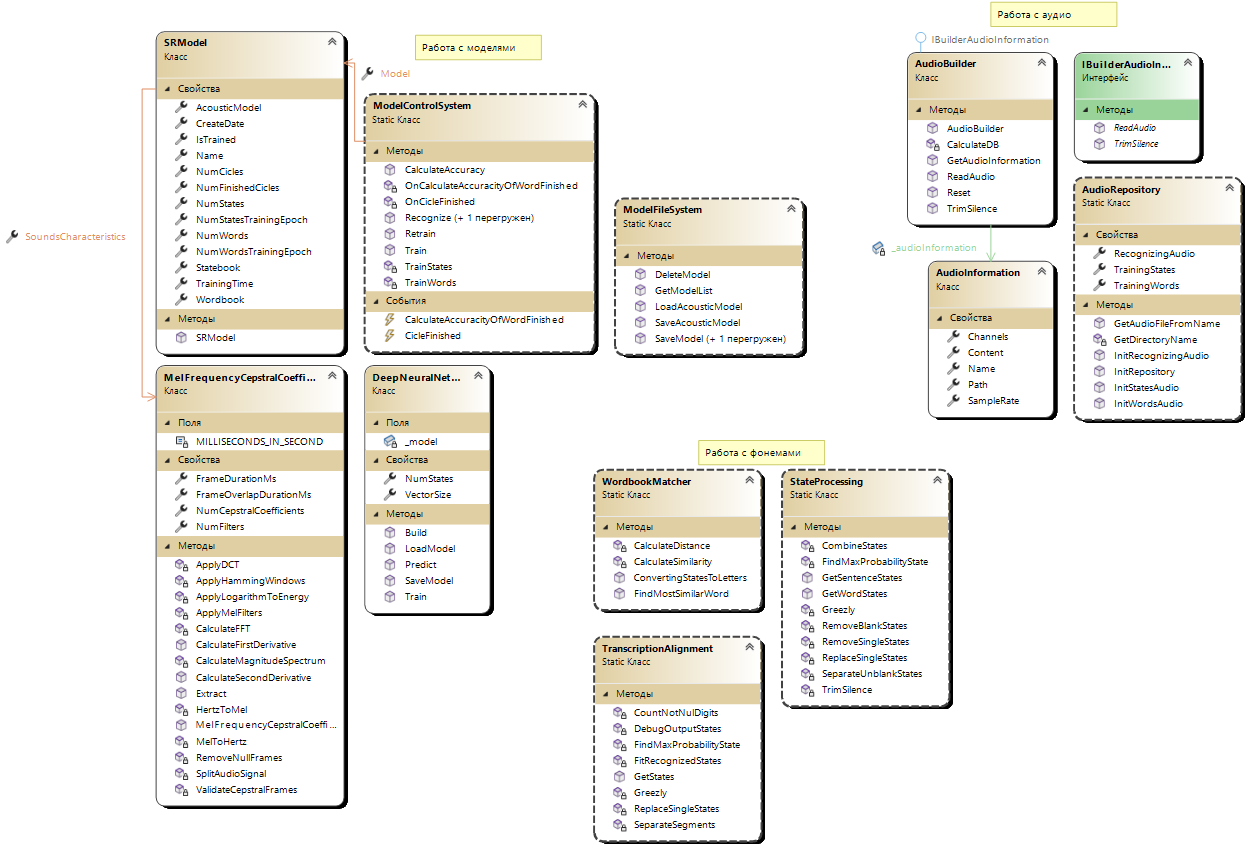 SRModel
Класс
Свойства
AcousticModel
CreateDate
IsTrained
Name
NumCicles
NumFinishedCicles
NumStates
NumStatesTrainingEpoch
NumWords
NumWordsTrainingEpoch
Statebook
TrainingTime
Wordbook
Методы
SRModel
SoundsCharacteristics
Работа с моделями
Model
ModelControlSystem
Static Класс
Методы
CalculateAccuracy
OnCalculateAccuracityOfWordFinished
OnCicleFinished
Recognize (+ 1 перегружен)
Retrain
Train
TrainStates
TrainWords
События
CalculateAccuracyOfWordFinished
CicleFinished
ModelFileSystem
Static Класс
Методы
DeleteModel
GetModelList
LoadAcousticModel
SaveAcousticModel
SaveModel (+ 1 перегружен)
MelFrequencyCepstralCoeffi...
Класс
Поля
MILLISECONDS_IN_SECOND
Свойства
FrameDurationMs
FrameOverlapDurationMs
NumCepstralCoefficients
NumFilters
Методы
ApplyDCT
ApplyHammingWindows
ApplyLogarithmToEnergy
ApplyMelFilters
CalculateFFT
CalculateFirstDerivative
CalculateMagnitudeSpectrum
CalculateSecondDerivative
Extract
HertzToMel
MelFrequencyCepstralCoeffi...
MelToHertz
RemoveNullFrames
SplitAudioSignal
ValidateCepstralFrames
DeepNeuralNet...
Класс
Поля
_model
Свойства
NumStates
VectorSize
Методы
Build
LoadModel
Predict
SaveModel
Train
Работа с аудио
IBuilderAudioInformation
AudioBuilder
Класс
Методы
AudioBuilder
CalculateDB
GetAudioInformation
ReadAudio
Reset
TrimSilence
IBuilderAudioIn...
Интерфейс
Методы
ReadAudio
TrimSilence
_audioInformation
AudioInformation
Класс
Свойства
Channels
Content
Name
Path
SampleRate
AudioRepository
Static Класс
Свойства
RecognizingAudio
TrainingStates
TrainingWords
Методы
GetAudioFileFromName
GetDirectoryName
InitRecognizingAudio
InitRepository
InitStatesAudio
InitWordsAudio
Работа с фонемами
WordbookMatcher
Static Класс
Методы
CalculateDistance
CalculateSimilarity
ConvertingStatesToLetters
FindMostSimilarWord
StateProcessing
Static Класс
Методы
CombineStates
FindMaxProbabilityState
GetSentenceStates
GetWordStates
Greezly
RemoveBlankStates
RemoveSingleStates
ReplaceSingleStates
SeparateUnblankStates
TrimSilence
TranscriptionAlignment
Static Класс
Методы
CountNotNulDigits
DebugOutputStates
FindMaxProbabilityState
FitRecognizedStates
GetStates
Greezly
ReplaceSingleStates
SeparateSegments